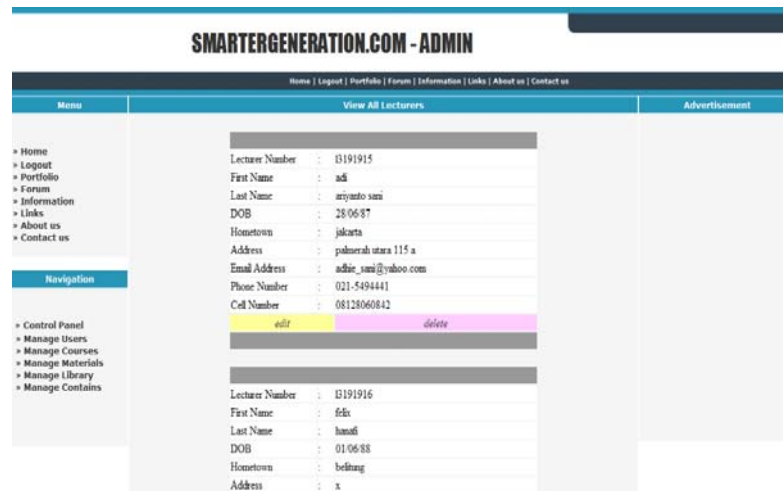 SMARTERGENERATION.COM - ADMIN
Home | Logout | Portfolio | Forum | Information | Links | About us | Contact us
Menu
» Home
» Logout
» Portfolio
» Forum
» Information
» Links
» About us
» Contact us
Navigation
» Control Panel
» Manage Users
» Manage Courses
» Manage Materials
» Manage Library
» Manage Contains
View All Lecturers
Lecturer Number : l3191915
First Name : adi
Last Name : ariyanto sani
DOB : 28/06/87
Hometown : jakarta
Address : palmerah utara 115 a
Email Address : adhie_sani@yahoo.com
Phone Number : 021-5494441
Cell Number : 08128060842
edit delete
Lecturer Number : l3191916
First Name : felix
Last Name : hanafi
DOB : 01/06/88
Hometown : belitung
Address : x
Advertisement